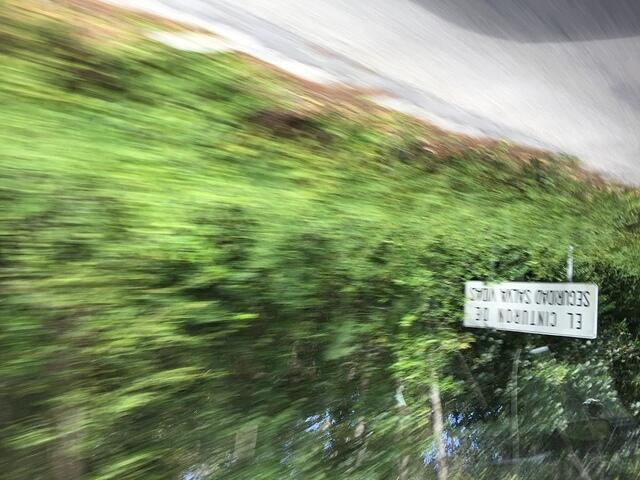 EL CINTURON DE
SEGURIDAD SALVA VIDAS